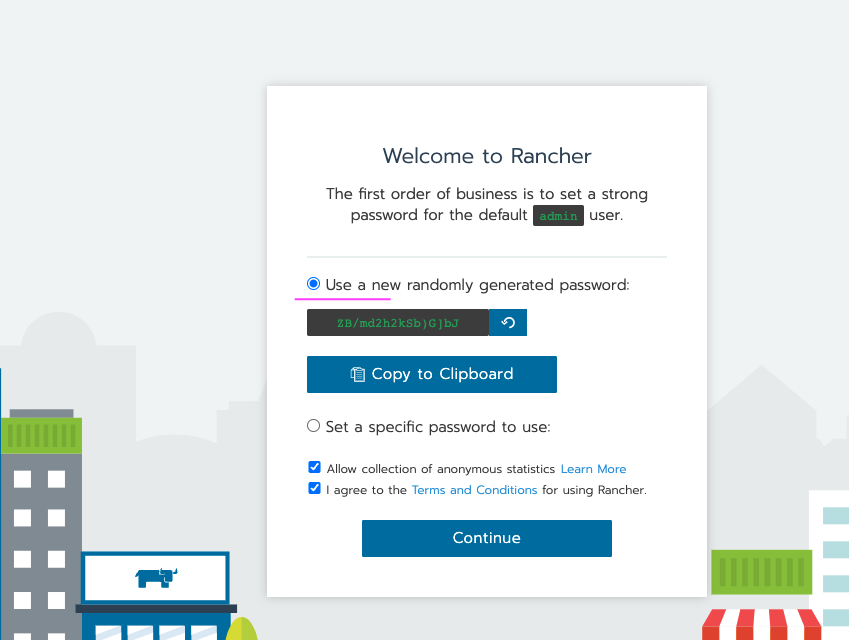 Welcome to Rancher
The first order of business is to set a strong
password for the default admin user.
Use a new randomly generated password:
ZB/md2h2kSb)G]bJ
Copy to Clipboard
Set a specific password to use:
Allow collection of anonymous statistics Learn More
I agree to the Terms and Conditions for using Rancher.
Continue